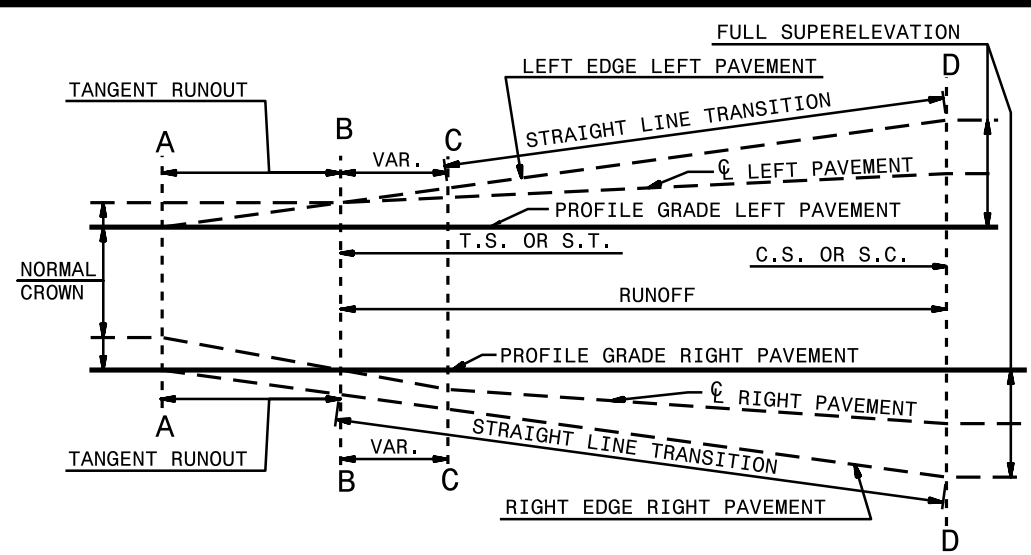 FULL SUPERELEVATION
LEFT EDGE LEFT PAVEMENT
D
TANGENT RUNOUT
STRAIGHT LINE TRANSITION
A
B
C
VAR.
℄ LEFT PAVEMENT
PROFILE GRADE LEFT PAVEMENT
T.S. OR S.T.
C.S. OR S.C.
NORMAL
CROWN
RUNOFF
PROFILE GRADE RIGHT PAVEMENT
℄ RIGHT PAVEMENT
A
STRAIGHT LINE TRANSITION
VAR.
TANGENT RUNOUT
B
C
RIGHT EDGE RIGHT PAVEMENT
D